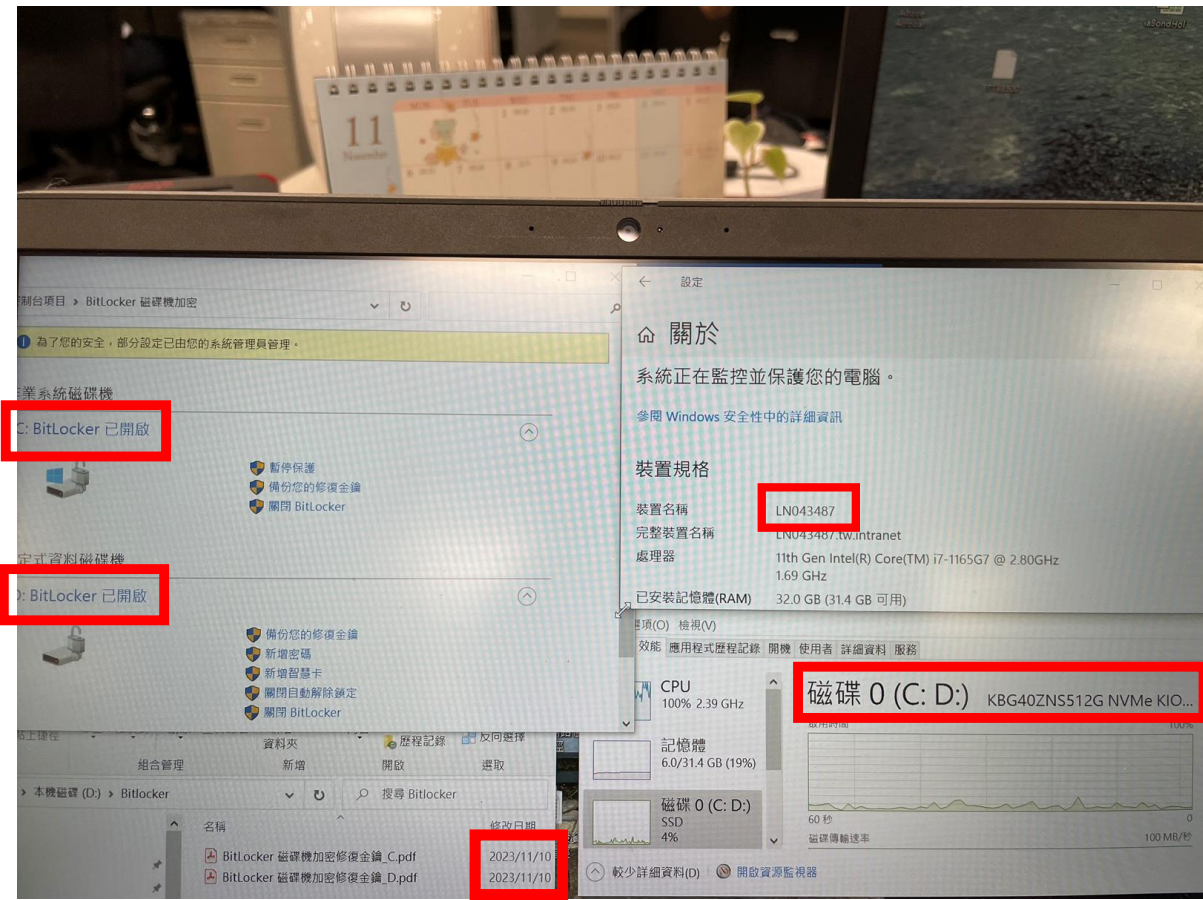 11
November
設定
關於
系統正在監控並保護您的電腦。
參閱 Windows 安全性中的詳細資訊
裝置規格
裝置名稱 LN043487
完整裝置名稱 LN043487.tw.intranet
處理器 11th Gen Intel(R) Core(TM) i7-1165G7 @ 2.80GHz
1.69 GHz
已安裝記憶體(RAM) 32.0 GB (31.4 GB 可用)
制台項目 > BitLocker 磁碟機加密
為了您的安全，部分設定已由您的系統管理員管理。
業系統磁碟機
C: BitLocker 已開啟
暫停保護
備份您的修復金鑰
關閉 BitLocker
定式資料磁碟機
D: BitLocker 已開啟
備份您的修復金鑰
新增密碼
新增智慧卡
關閉自動解除鎖定
關閉 BitLocker
選項(O) 檢視(V)
效能 應用程式歷程記錄 開機 使用者 詳細資料 服務
CPU
100% 2.39 GHz
記憶體
6.0/31.4 GB (19%)
磁碟 0 (C: D:)
SSD
4%
磁碟 0 (C: D:) KBG40ZNS512G NVMe KIO...
啟用時間 100%
60 秒 0
磁碟傳輸速率 100 MB/秒
較少詳細資料(D) 開啟資源監視器
貼上捷徑
資料夾
歷程記錄
反向選擇
組合管理 新增 開啟 選取
> 本機磁碟 (D:) > Bitlocker
搜尋 Bitlocker
名稱 修改日期
BitLocker 磁碟機加密修復金鑰_C.pdf 2023/11/10
BitLocker 磁碟機加密修復金鑰_D.pdf 2023/11/10